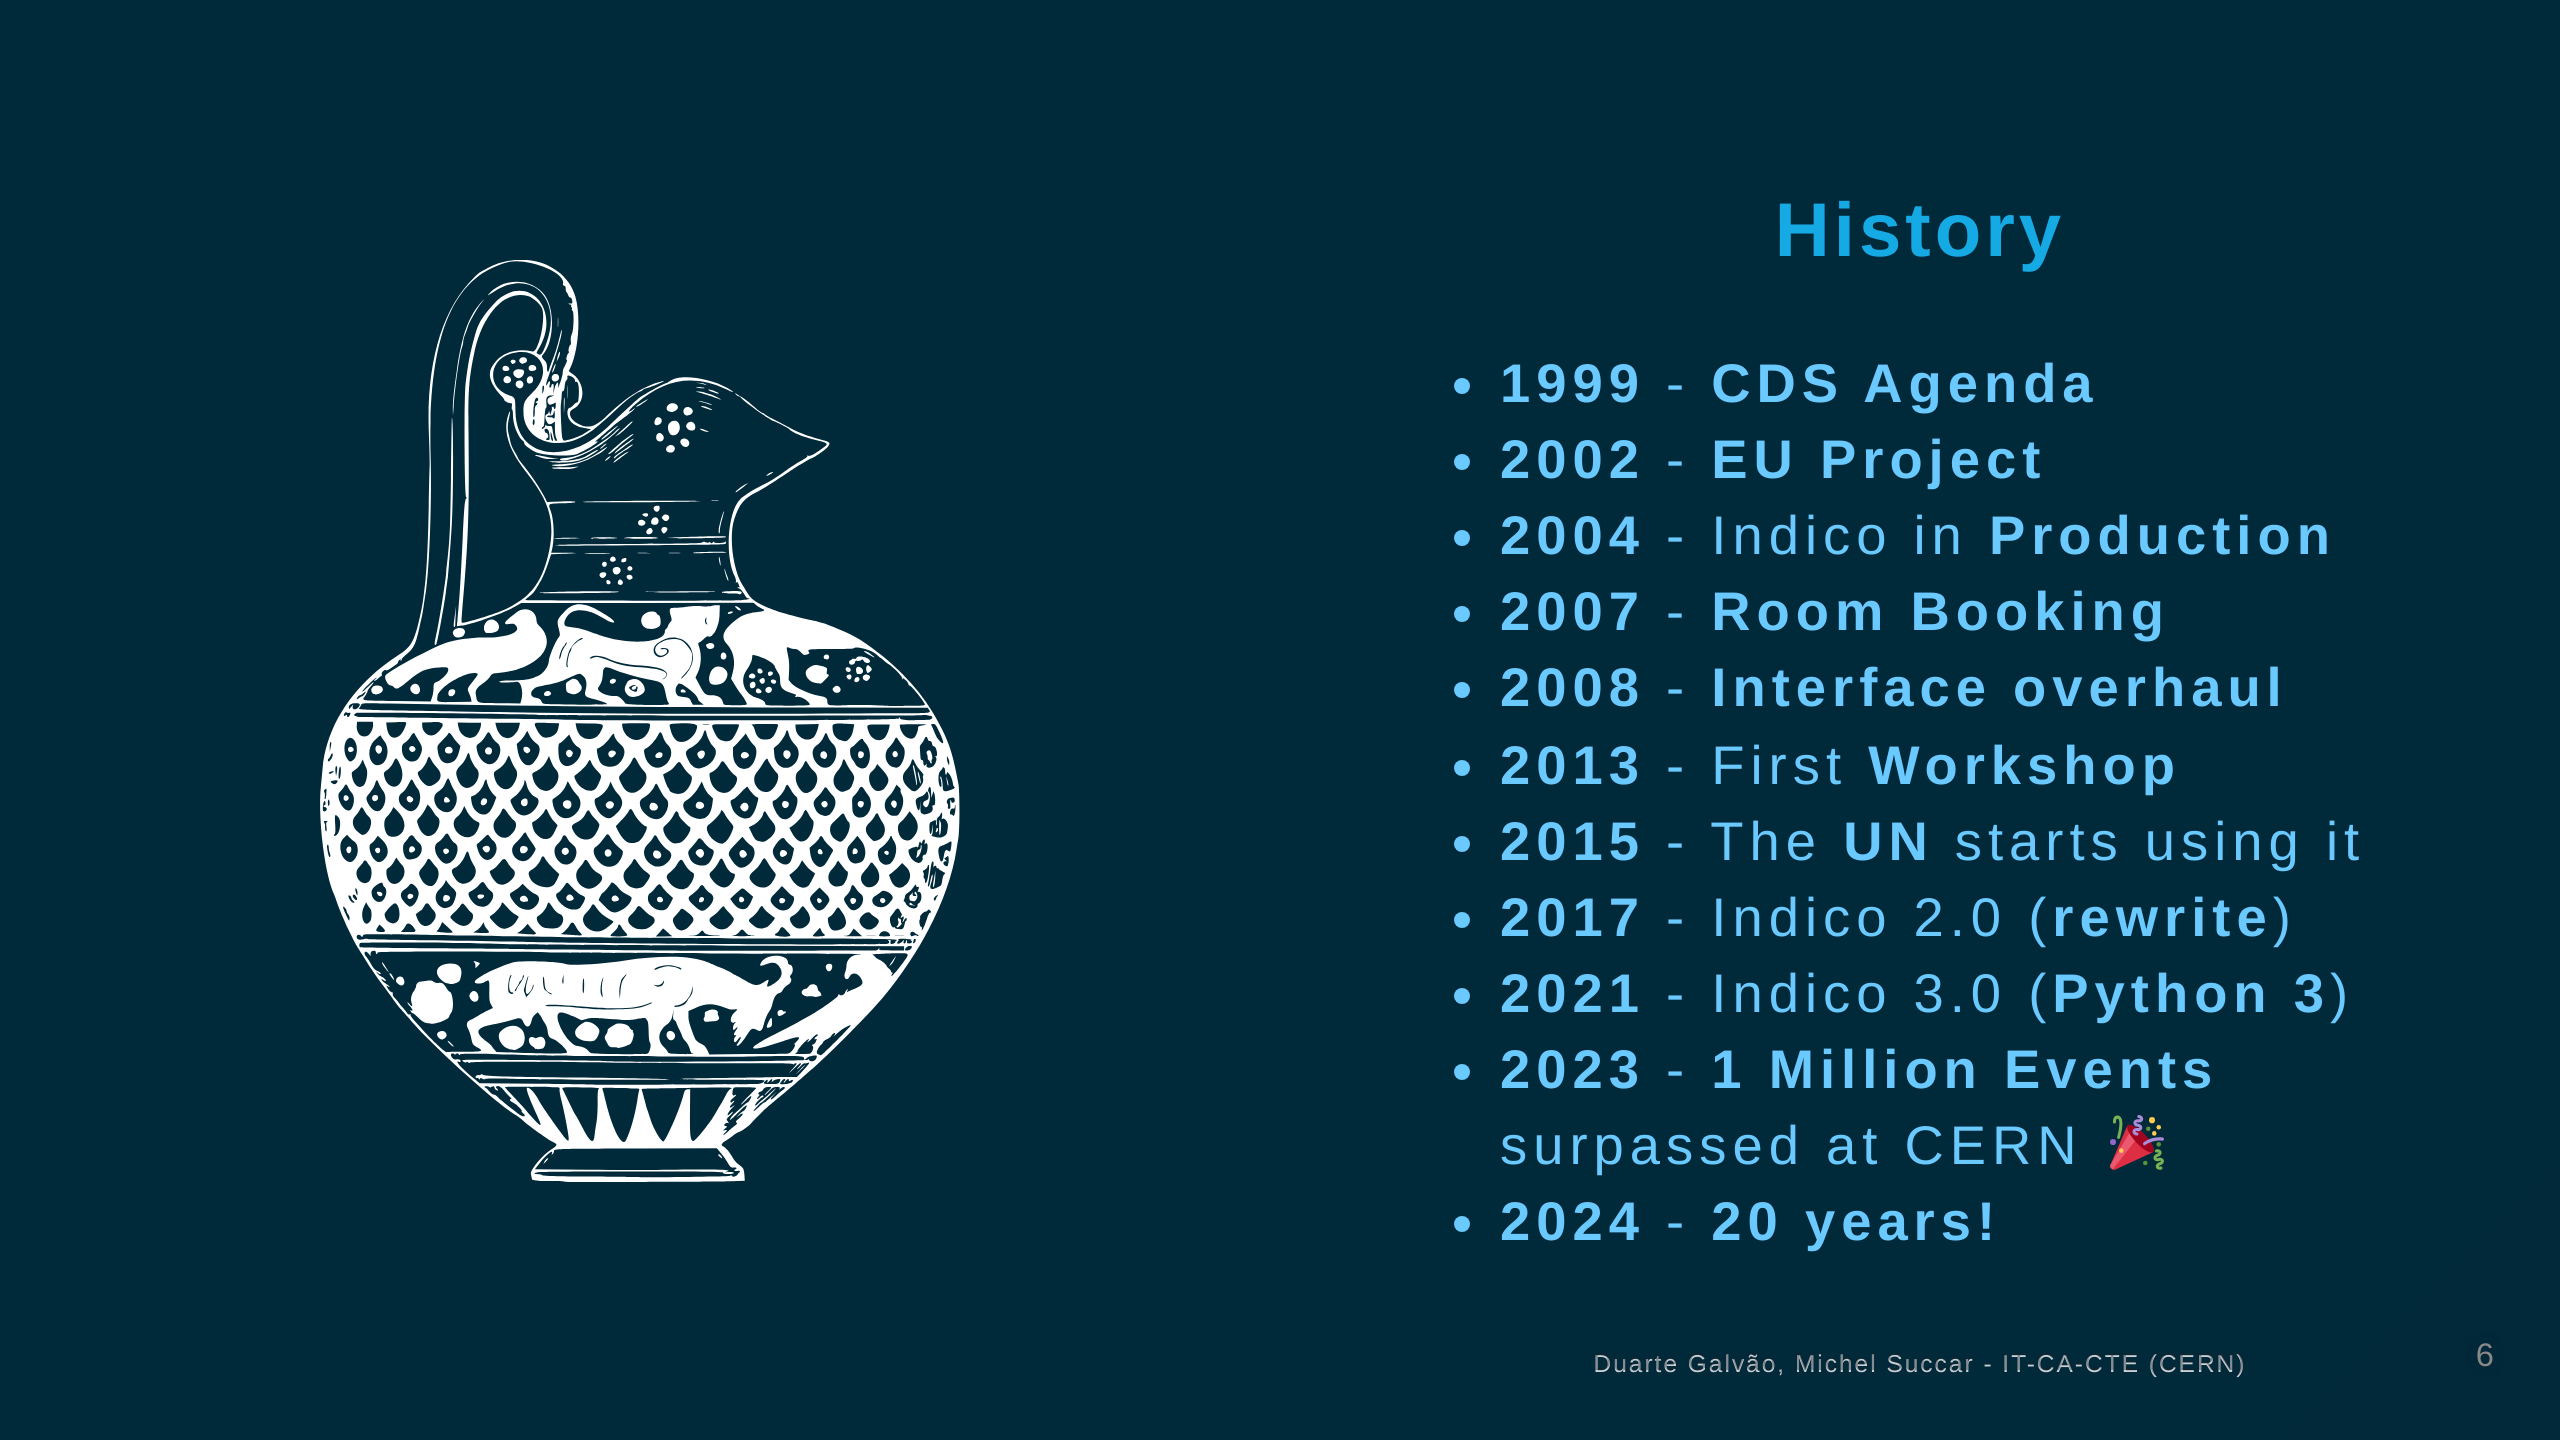 History
• 1999 - CDS Agenda
• 2002 - EU Project
• 2004 - Indico in Production
• 2007 - Room Booking
• 2008 - Interface overhaul
• 2013 - First Workshop
• 2015 - The UN starts using it
• 2017 - Indico 2.0 (rewrite)
• 2021 - Indico 3.0 (Python 3)
• 2023 - 1 Million Events
surpassed at CERN 🎉
• 2024 - 20 years!
Duarte Galvão, Michel Succar - IT-CA-CTE (CERN)
6